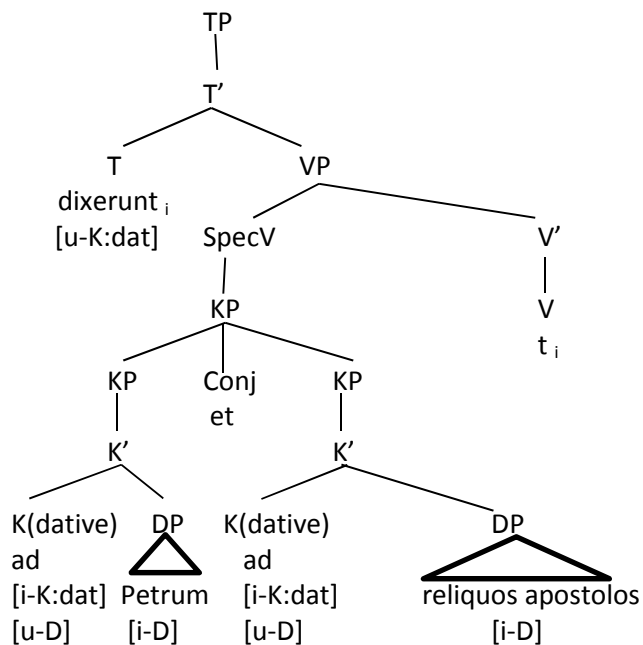 TP
T’
T VP
dixerunt i
[u-K:dat] SpecV V’
KP V
t i
KP Conj KP
et
K’ K’
K(dative) DP K(dative) DP
ad ad
[i-K:dat] Petrum [i-K:dat] reliquos apostolos
[u-D] [i-D] [u-D] [i-D]